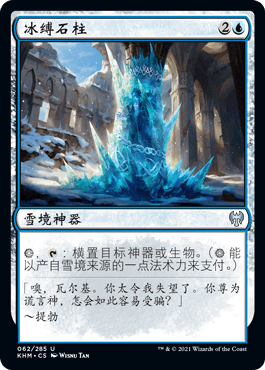 冰缚石柱 2
雪境神器
,:横置目标神器或生物。(能
以产自雪境来源的一点法术力来支付。)
「噢,瓦尔基。你太令我失望了。你尊为
谎言神,怎会如此容易受骗?」
～提勃
062/285 U
KHM • CS WISNU TAN
™ & © 2021 Wizards of the Coast